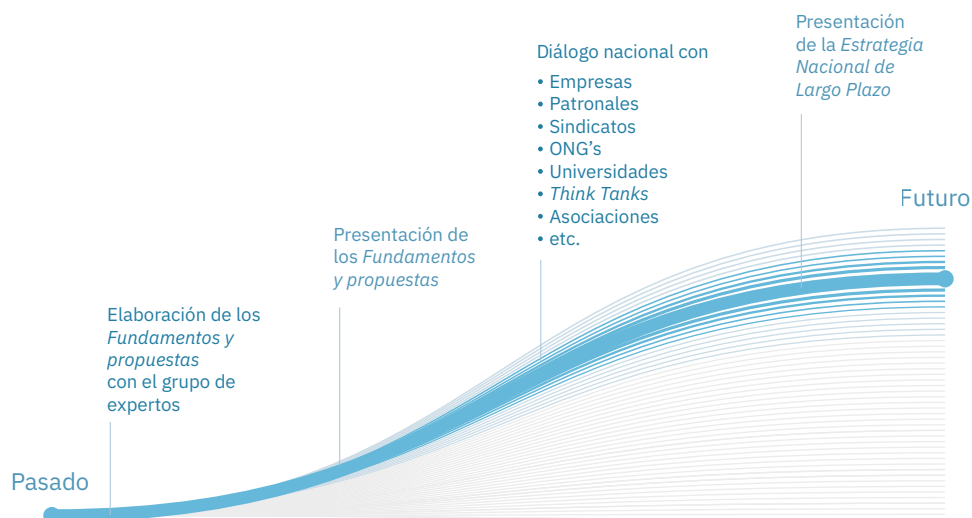 Pasado
Elaboración de los
Fundamentos y
propuestas
con el grupo de
expertos
Presentación de
los Fundamentos
y propuestas
Diálogo nacional con
• Empresas
• Patronales
• Sindicatos
• ONG’s
• Universidades
• Think Tanks
• Asociaciones
• etc.
Presentación
de la Estrategia
Nacional de
Largo Plazo
Futuro